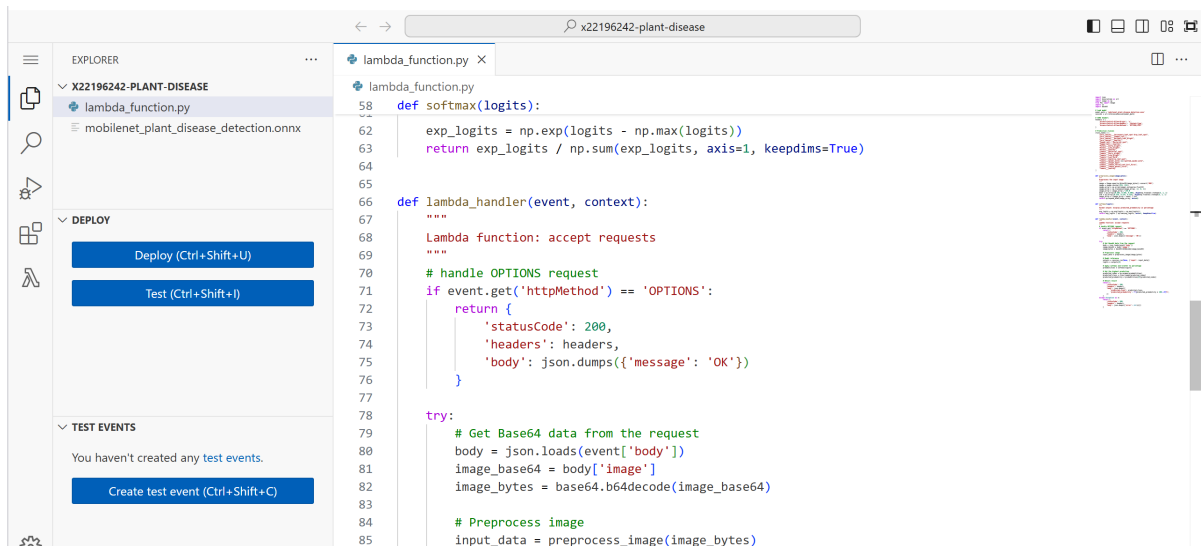 x22196242-plant-disease
EXPLORER
X22196242-PLANT-DISEASE
lambda_function.py
mobilenet_plant_disease_detection.onnx
DEPLOY
Deploy (Ctrl+Shift+U)
Test (Ctrl+Shift+I)
TEST EVENTS
You haven't created any test events.
Create test event (Ctrl+Shift+C)
lambda_function.py
lambda_function.py
58 def softmax(logits):
62 exp_logits = np.exp(logits - np.max(logits))
63 return exp_logits / np.sum(exp_logits, axis=1, keepdims=True)
64
65
66 def lambda_handler(event, context):
67 """
68 Lambda function: accept requests
69 """
70 # handle OPTIONS request
71 if event.get('httpMethod') == 'OPTIONS':
72 return {
73 'statusCode': 200,
74 'headers': headers,
75 'body': json.dumps({'message': 'OK'})
76 }
77
78 try:
79 # Get Base64 data from the request
80 body = json.loads(event['body'])
81 image_base64 = body['image']
82 image_bytes = base64.b64decode(image_base64)
83
84 # Preprocess image
85 input_data = preprocess_image(image_bytes)